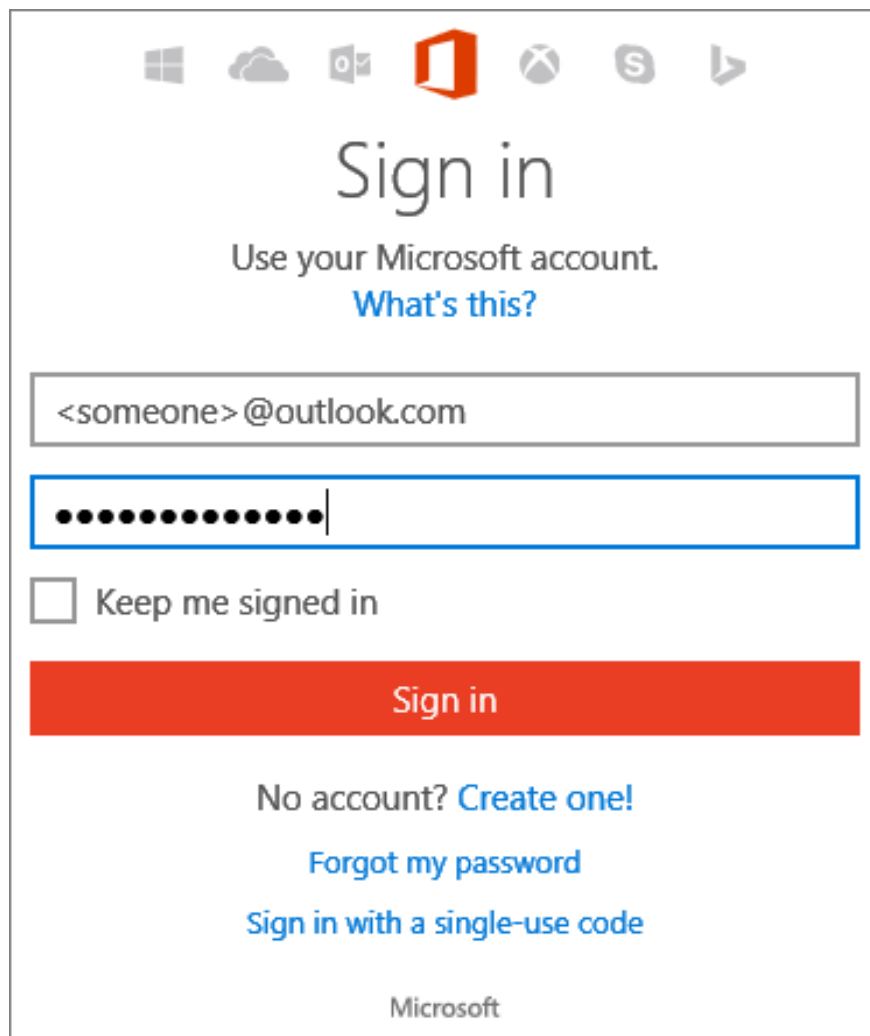 Sign in
Use your Microsoft account.
What's this?
<someone>@outlook.com
•••••••••••••
Keep me signed in
Sign in
No account? Create one!
Forgot my password
Sign in with a single-use code
Microsoft